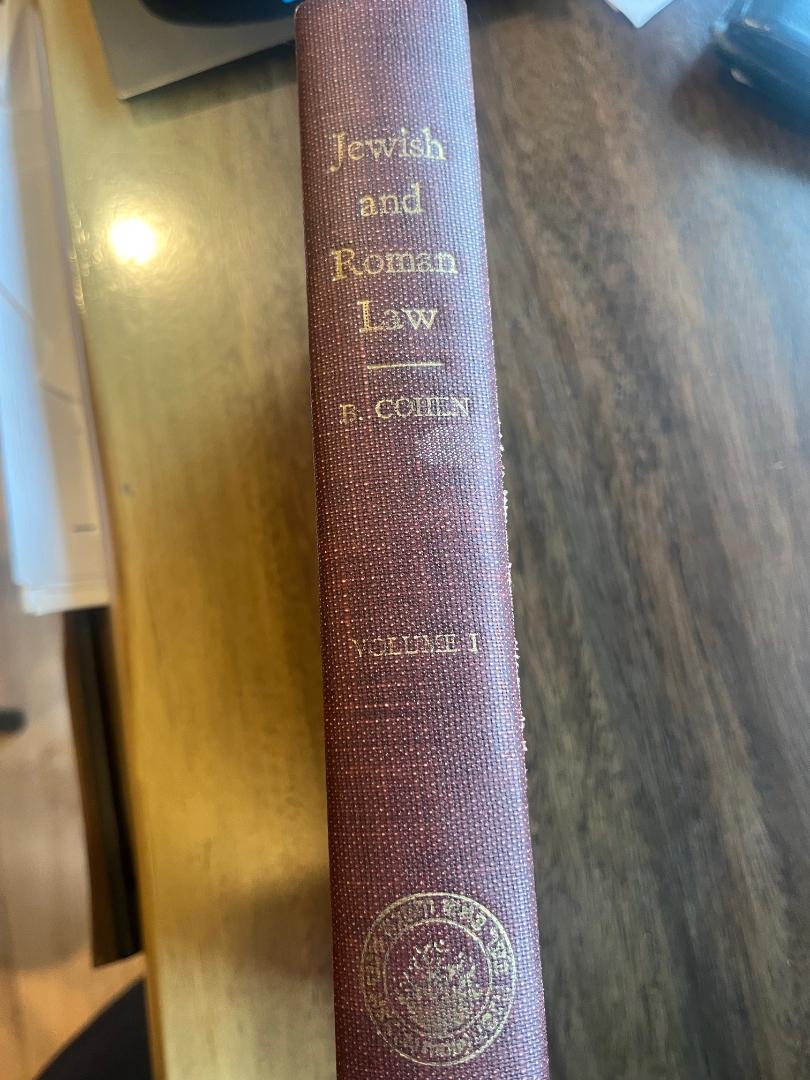 Jewish
and
Roman
Law
B. COHEN
VOLUME I